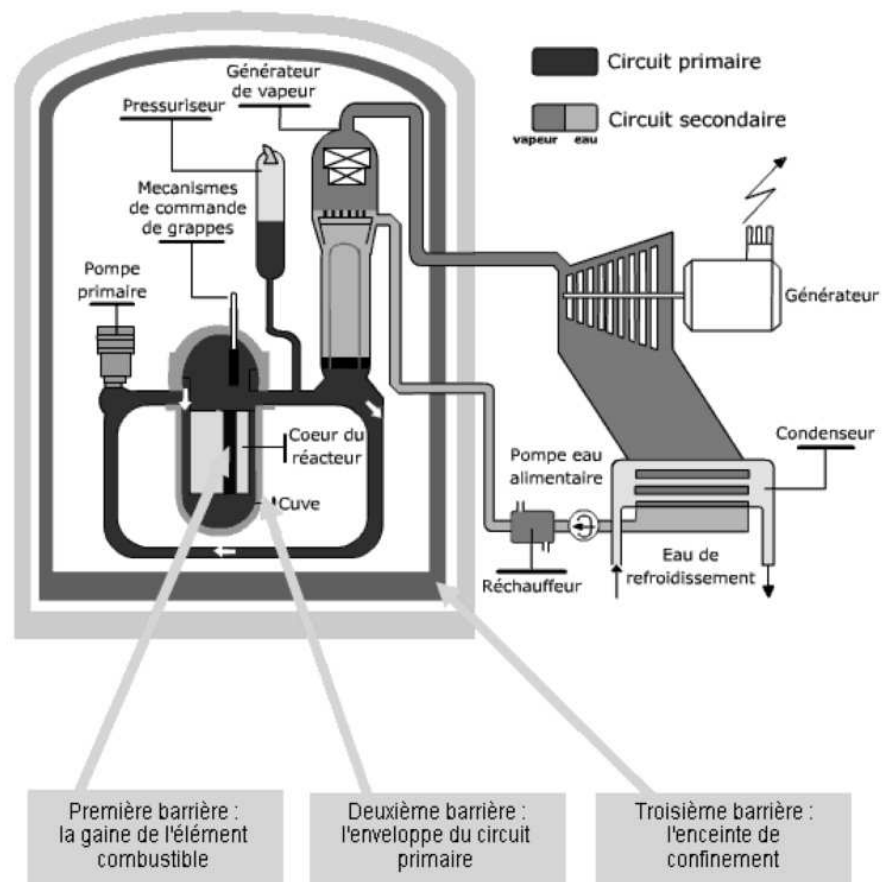 Circuit primaire
Circuit secondaire
vapeur eau
Générateur
de vapeur
Pressuriseur
Mecanismes
de commande
de grappes
Pompe
primaire
Générateur
Coeur du
réacteur
Cuve
Pompe eau
alimentaire
Condenseur
Réchauffeur
Eau de
refroidissement
Première barrière :
la gaine de l'élément
combustible
Deuxième barrière :
l'enveloppe du circuit
primaire
Troisième barrière :
l'enceinte de
confinement